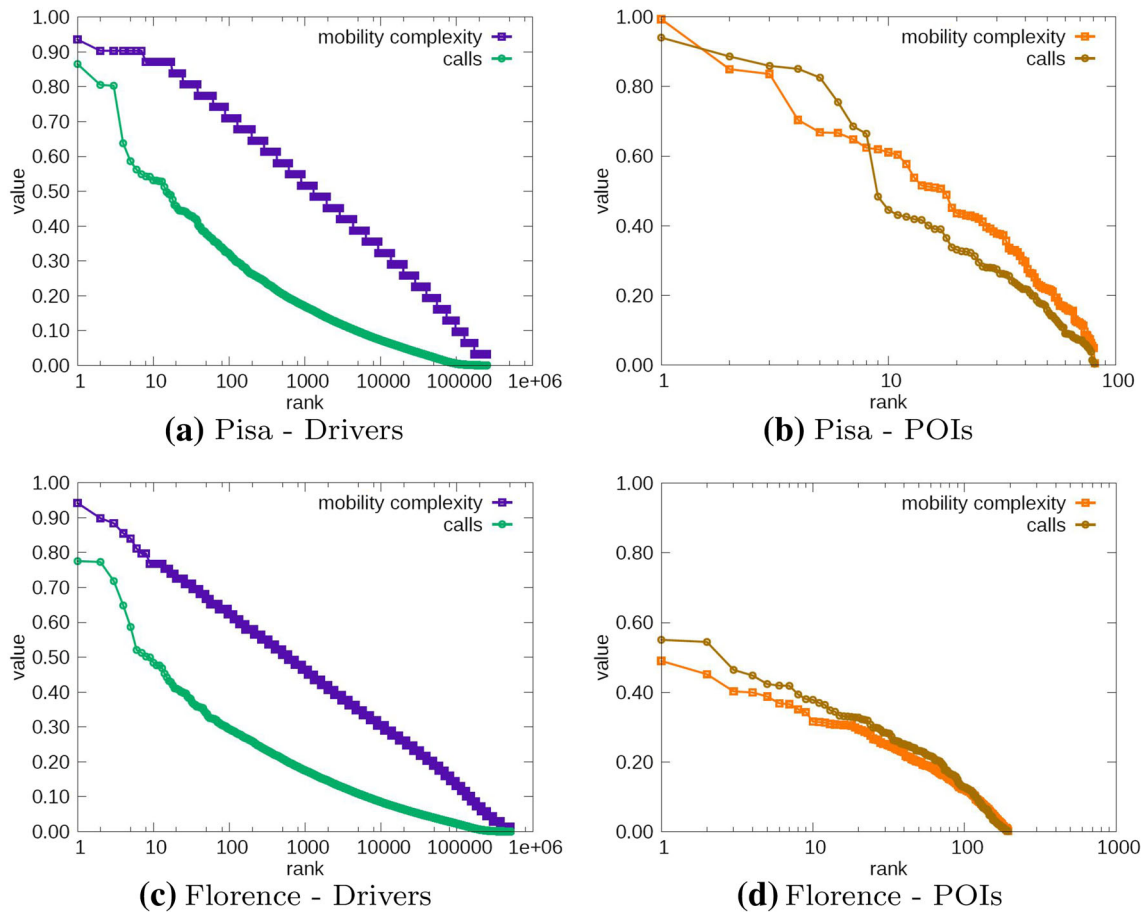 1.00
0.90
0.80
0.70
0.60
0.50
0.40
0.30
0.20
0.10
0.00
value
mobility complexity
calls
1 10 100 1000 10000 100000 1e+06
rank
(a) Pisa - Drivers
1.00
0.80
0.60
0.40
0.20
0.00
value
mobility complexity
calls
1 10 100
rank
(b) Pisa - POIs
1.00
0.90
0.80
0.70
0.60
0.50
0.40
0.30
0.20
0.10
0.00
value
mobility complexity
calls
1 10 100 1000 10000 100000 1e+06
rank
(c) Florence - Drivers
1.00
0.80
0.60
0.40
0.20
0.00
value
mobility complexity
calls
1 10 100 1000
rank
(d) Florence - POIs